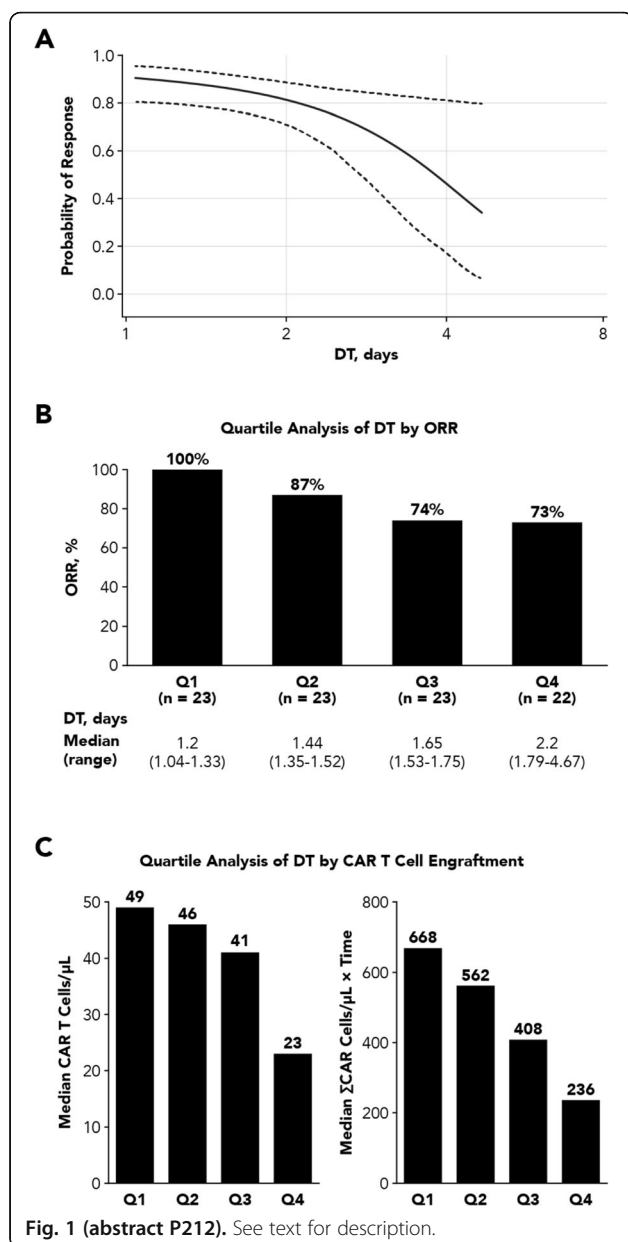 A
Probability of Response
1.0
0.8
0.6
0.4
0.2
0.0
1 2 4 8
DT, days
B
Quartile Analysis of DT by ORR
ORR, %
100
80
60
40
20
0
100%
87%
74%
73%
Q1 Q2 Q3 Q4
(n = 23) (n = 23) (n = 23) (n = 22)
DT, days
Median 1.2 1.44 1.65 2.2
(range) (1.04-1.33) (1.35-1.52) (1.53-1.75) (1.79-4.67)
C
Quartile Analysis of DT by CAR T Cell Engraftment
Median CAR T Cells/µL
50
40
30
20
10
0
49
46
41
23
Q1 Q2 Q3 Q4
Median ΣCAR Cells/µL × Time
800
600
400
200
668
562
408
236
Q1 Q2 Q3 Q4
Fig. 1 (abstract P212). See text for description.